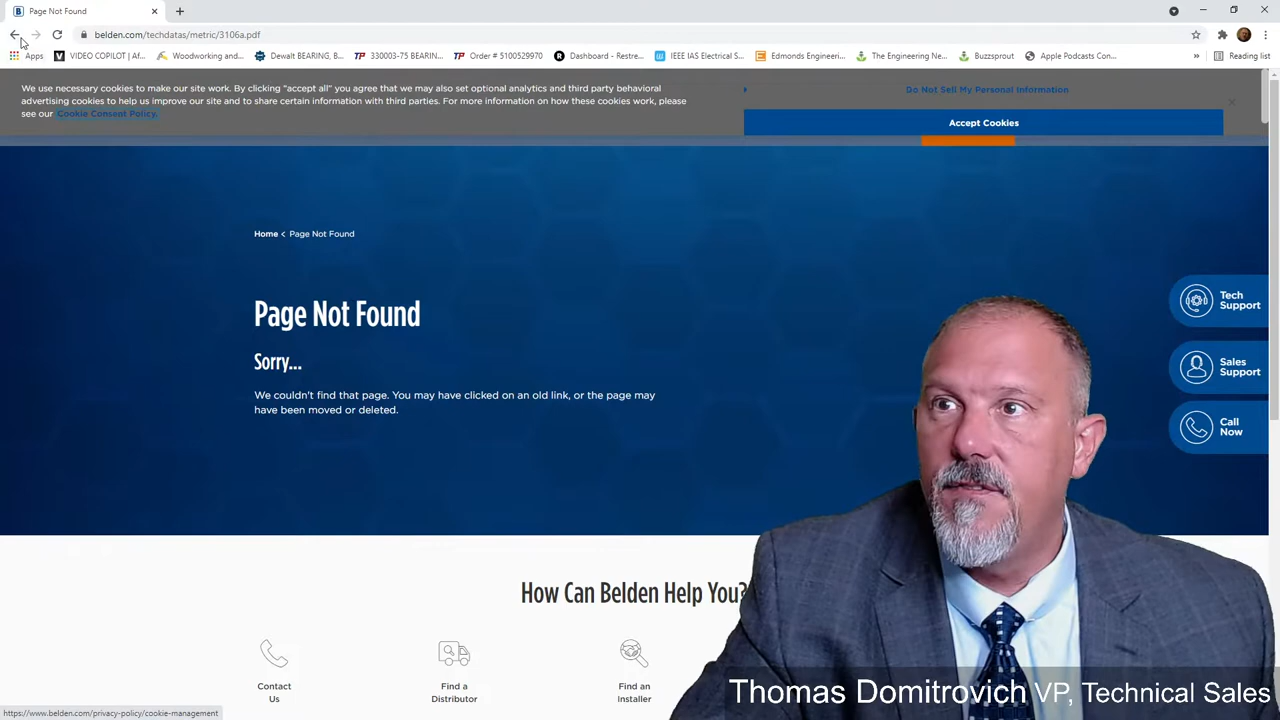 Page Not Found
belden.com/techdatas/metric/3106a.pdf
Apps
VIDEO COPILOT | Af...
Woodworking and...
Dewalt BEARING, B...
330003-75 BEARING...
Order # 5100529970
Dashboard - Restre...
IEEE IAS Electrical S...
Edmonds Engineeri...
The Engineering Ne...
Buzzsprout
Apple Podcasts Con...
»
Reading list
We use necessary cookies to make our site work. By clicking "accept all" you agree that we may also set optional analytics and third party behavioral
advertising cookies to help us improve our site and to share certain information with third parties. For more information on how these cookies work, please
see our Cookie Consent Policy.
Do Not Sell My Personal Information
Accept Cookies
Home < Page Not Found
Page Not Found
Sorry...
We couldn't find that page. You may have clicked on an old link, or the page may
have been moved or deleted.
Tech
Support
Sales
Support
Call
Now
How Can Belden Help You?
Contact
Us
Find a
Distributor
Find an
Installer
Thomas Domitrovich VP, Technical Sales
https://www.belden.com/privacy-policy/cookie-management